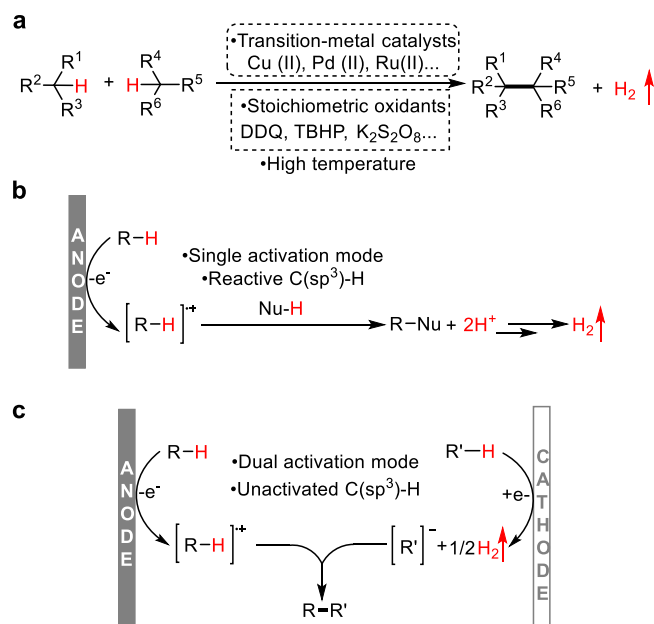 a
R¹ R² H R³ + R⁴ H R⁵ R⁶
•Transition-metal catalysts
Cu (II), Pd (II), Ru(II)...
•Stoichiometric oxidants
DDQ, TBHP, K₂S₂O₈...
•High temperature
R¹ R² R³ R⁴ R⁵ R⁶ + H₂
b
ANODE
-e⁻
R–H
•Single activation mode
•Reactive C(sp³)-H
[R–H]·⁺
Nu-H
R–Nu + 2H⁺
H₂
c
ANODE
-e⁻
R–H
•Dual activation mode
•Unactivated C(sp³)-H
R'–H
+e-
CATHODE
[R–H]·⁺
[R']⁻ +1/2H₂
R–R'